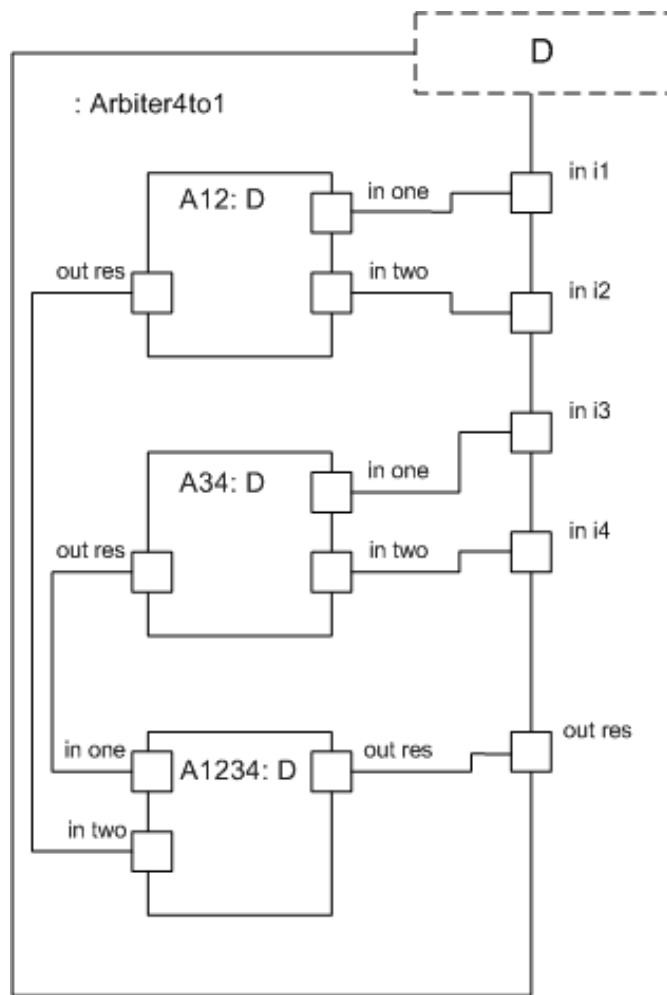 D
: Arbiter4to1
in i1
A12: D
in one
out res
in two
in i2
in i3
A34: D
in one
in i4
out res
in two
out res
in one
A1234: D
out res
in two